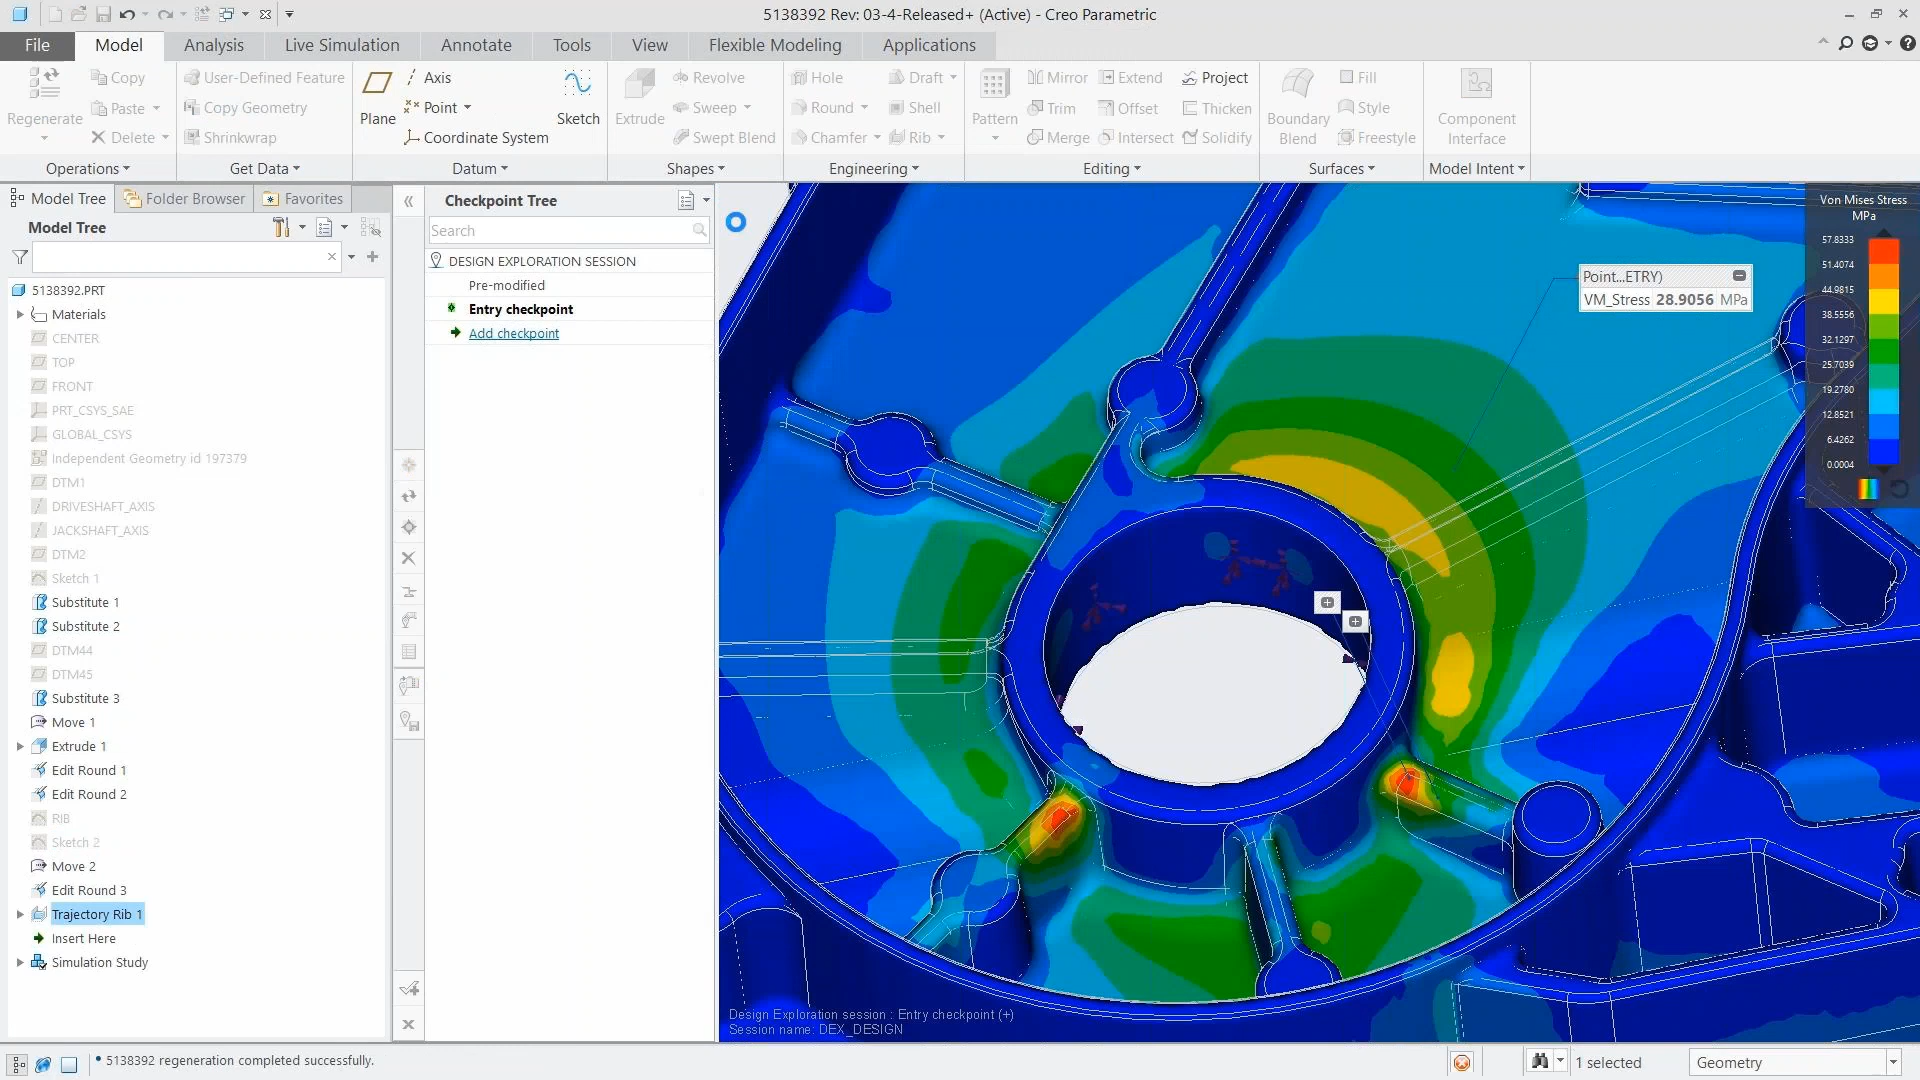 5138392 Rev: 03-4-Released+ (Active) - Creo Parametric
File Model Analysis Live Simulation Annotate Tools View Flexible Modeling Applications
Regenerate
Copy
Paste
Delete
Operations
User-Defined Feature
Copy Geometry
Shrinkwrap
Get Data
Plane
Axis
Point
Coordinate System
Sketch
Datum
Extrude
Revolve
Sweep
Swept Blend
Shapes
Hole
Round
Chamfer
Draft
Shell
Rib
Engineering
Pattern
Mirror
Trim
Merge
Extend
Offset
Intersect
Project
Thicken
Solidify
Editing
Boundary
Blend
Fill
Style
Freestyle
Surfaces
Component
Interface
Model Intent
Model Tree Folder Browser Favorites
Model Tree
5138392.PRT
Materials
CENTER
TOP
FRONT
PRT_CSYS_SAE
GLOBAL_CSYS
Independent Geometry id 197379
DTM1
DRIVESHAFT_AXIS
JACKSHAFT_AXIS
DTM2
Sketch 1
Substitute 1
Substitute 2
DTM44
DTM45
Substitute 3
Move 1
Extrude 1
Edit Round 1
Edit Round 2
RIB
Sketch 2
Move 2
Edit Round 3
Trajectory Rib 1
Insert Here
Simulation Study
Checkpoint Tree
Search
DESIGN EXPLORATION SESSION
Pre-modified
Entry checkpoint
Add checkpoint
Point...ETRY)
VM_Stress 28.9056 MPa
Von Mises Stress
MPa
57.8333
51.4074
44.9815
38.5556
32.1297
25.7039
19.2780
12.8521
6.4262
0.0004
Design Exploration session : Entry checkpoint (+)
Session name: DEX_DESIGN
5138392 regeneration completed successfully.
1 selected
Geometry